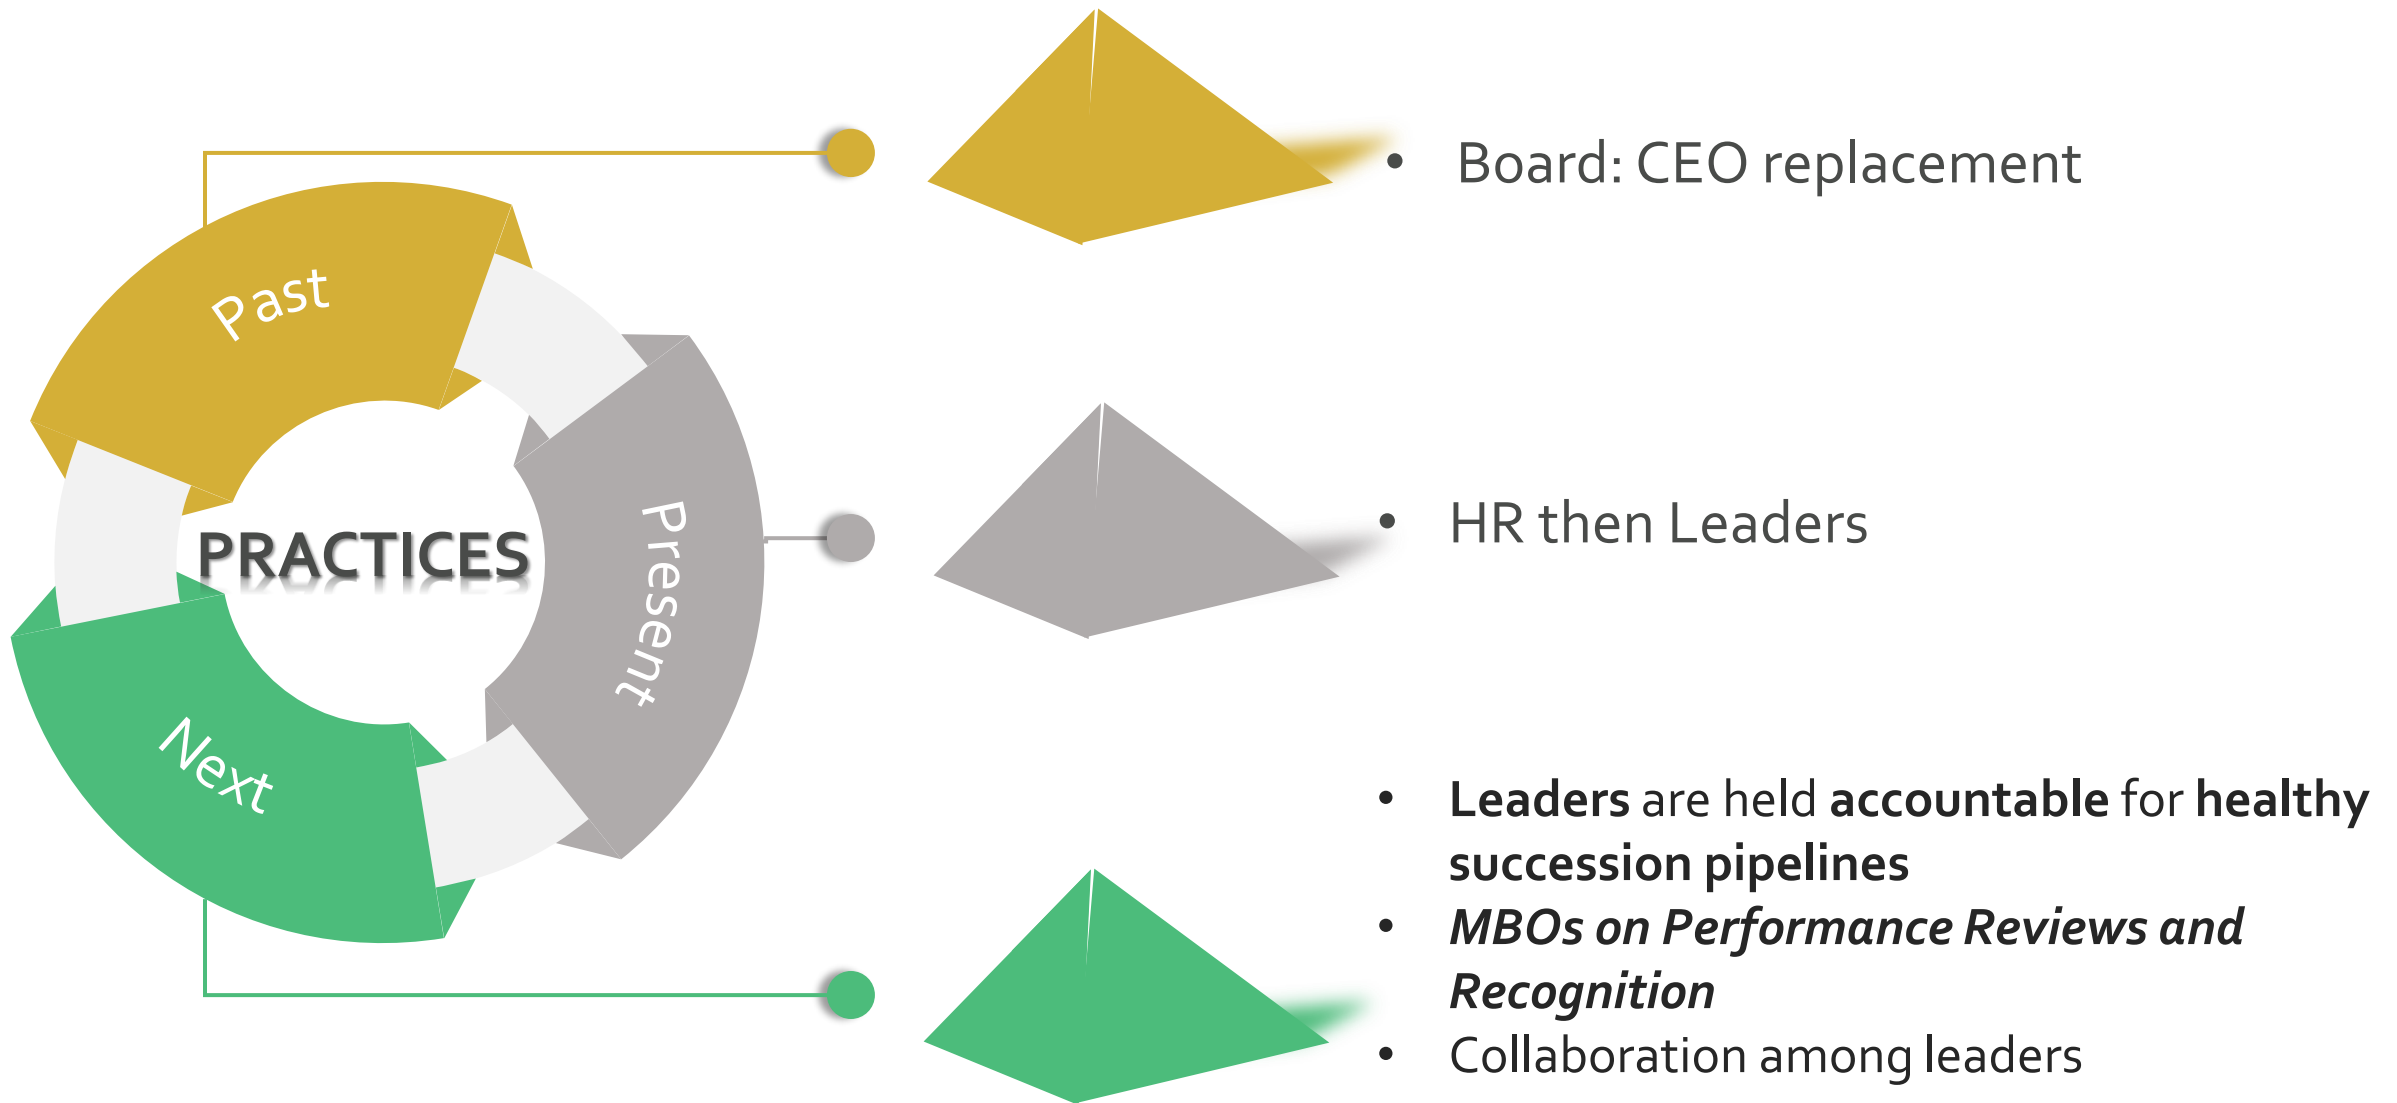 Past
Present
Next
PRACTICES
• Board: CEO replacement
• HR then Leaders
• Leaders are held accountable for healthy
succession pipelines
• MBOs on Performance Reviews and
Recognition
• Collaboration among leaders